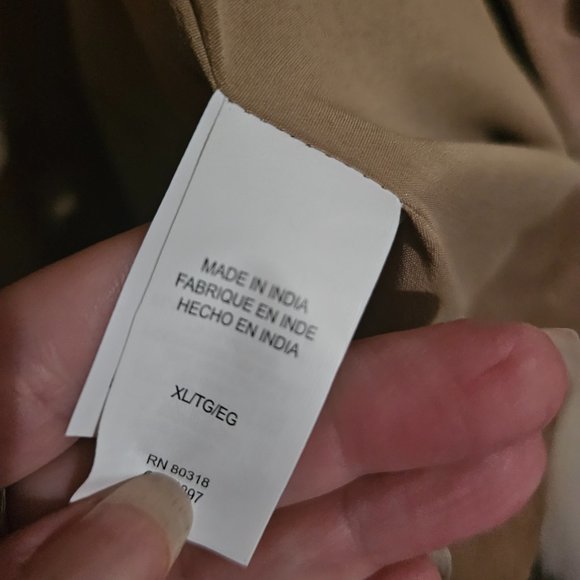 MADE IN INDIA
FABRIQUE EN INDE
HECHO EN INDIA
XL/TG/EG
RN 80318